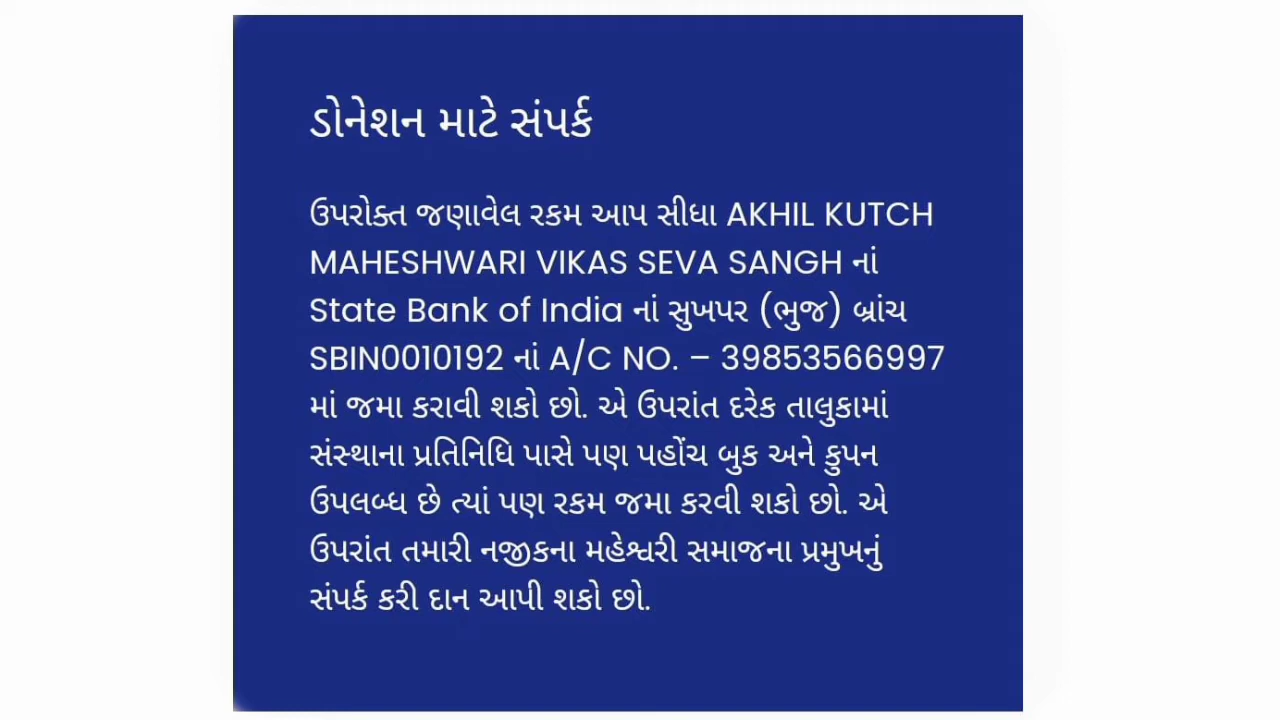 ડોનેશન માટે સંપર્ક
ઉપરોક્ત જણાવેલ રકમ આપ સીધા AKHIL KUTCH
MAHESHWARI VIKAS SEVA SANGH નાં
State Bank of India નાં સુખપર (ભુજ) બ્રાંચ
SBIN0010192 નાં A/C NO. – 39853566997
માં જમા કરાવી શકો છો. એ ઉપરાંત દરેક તાલુકામાં
સંસ્થાના પ્રતિનિધિ પાસે પણ પહોંચ બુક અને કુપન
ઉપલબ્ધ છે ત્યાં પણ રકમ જમા કરવી શકો છો. એ
ઉપરાંત તમારી નજીકના મહેશ્વરી સમાજના પ્રમુખનું
સંપર્ક કરી દાન આપી શકો છો.